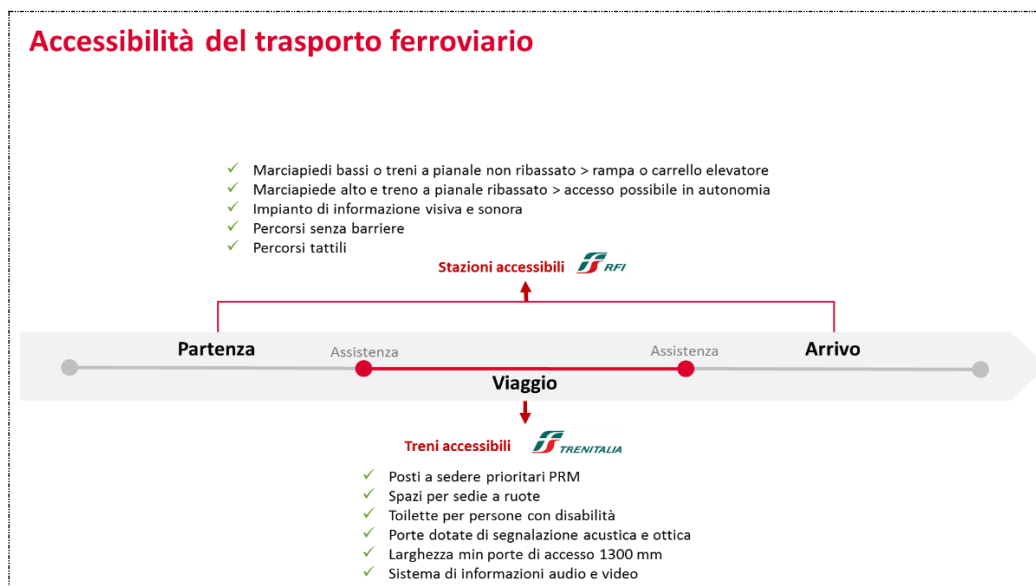 Accessibilità del trasporto ferroviario
Marciapiedi bassi o treni a pianale non ribassato > rampa o carrello elevatore
Marciapiede alto e treno a pianale ribassato > accesso possibile in autonomia
Impianto di informazione visiva e sonora
Percorsi senza barriere
Percorsi tattili
Stazioni accessibili RFI
Partenza Assistenza Assistenza Arrivo
Viaggio
Treni accessibili TRENITALIA
Posti a sedere prioritari PRM
Spazi per sedie a ruote
Toilette per persone con disabilità
Porte dotate di segnalazione acustica e ottica
Larghezza min porte di accesso 1300 mm
Sistema di informazioni audio e video